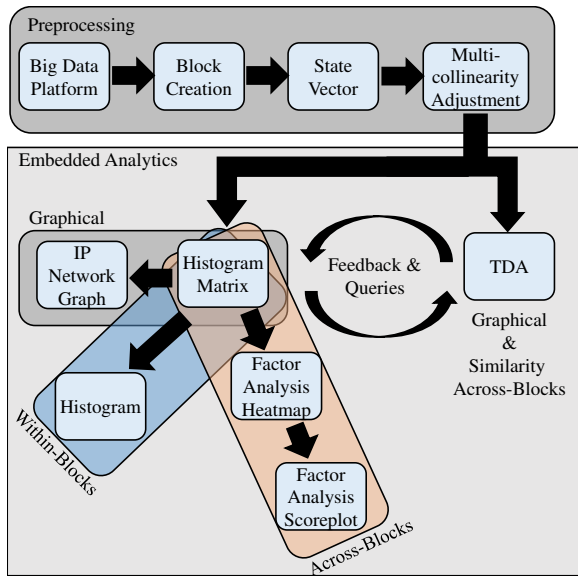 Preprocessing
Big Data
Platform
Block
Creation
State
Vector
Multi-
collinearity
Adjustment
Embedded Analytics
Graphical
IP
Network
Graph
Histogram
Matrix
Feedback &
Queries
TDA
Graphical
&
Similarity
Across-Blocks
Histogram
Within-Blocks
Factor
Analysis
Heatmap
Factor
Analysis
Scoreplot
Across-Blocks